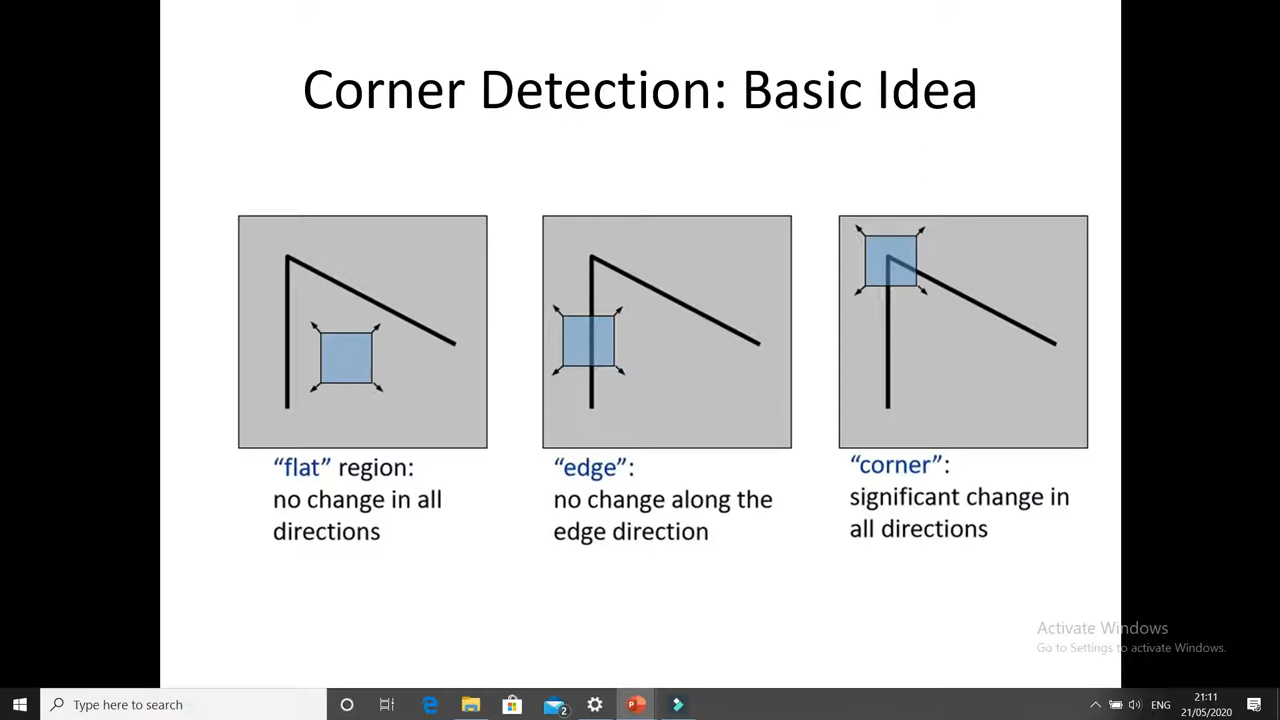 Corner Detection: Basic Idea
“flat” region:
no change in all
directions
“edge”:
no change along the
edge direction
“corner”:
significant change in
all directions
Activate Windows
Go to Settings to activate Windows.
Type here to search
2
ENG
21:11
21/05/2020